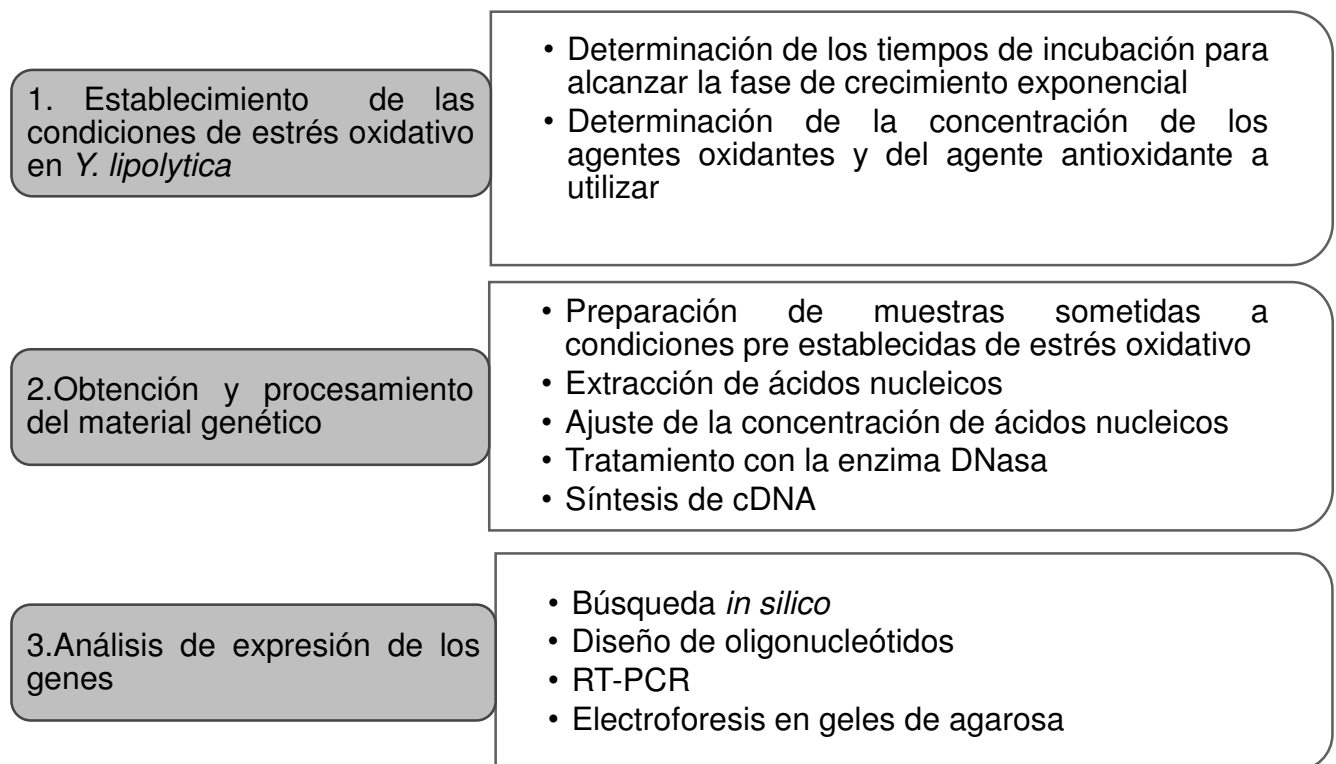 1. Establecimiento de las
condiciones de estrés oxidativo
en Y. lipolytica
• Determinación de los tiempos de incubación para
alcanzar la fase de crecimiento exponencial
• Determinación de la concentración de los
agentes oxidantes y del agente antioxidante a
utilizar
2.Obtención y procesamiento
del material genético
• Preparación de muestras sometidas a
condiciones pre establecidas de estrés oxidativo
• Extracción de ácidos nucleicos
• Ajuste de la concentración de ácidos nucleicos
• Tratamiento con la enzima DNasa
• Síntesis de cDNA
3.Análisis de expresión de los
genes
• Búsqueda in silico
• Diseño de oligonucleótidos
• RT-PCR
• Electroforesis en geles de agarosa